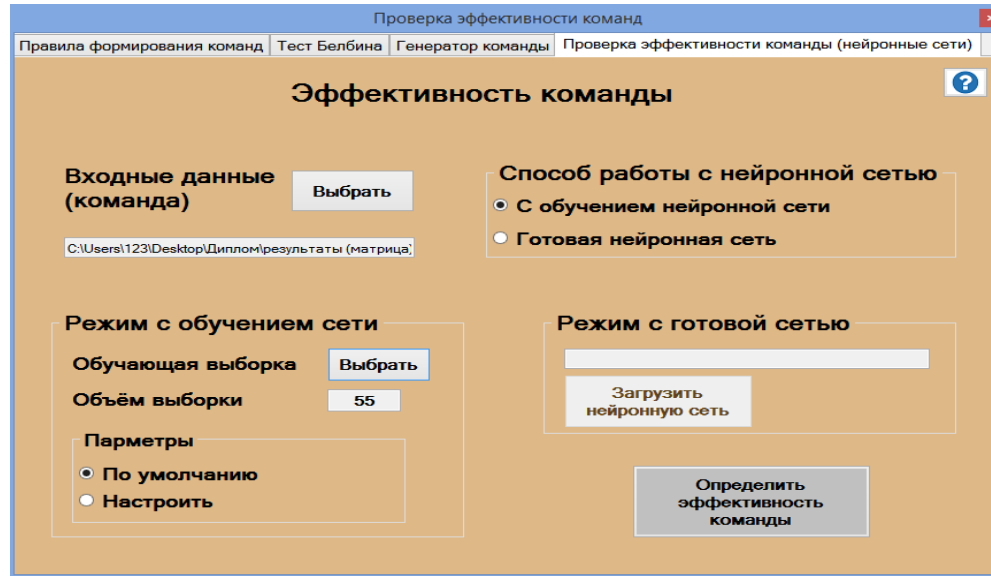 Проверка эффективности команд
Правила формирования команд Тест Белбина Генератор команды Проверка эффективности команды (нейронные сети)
Эффективность команды
Входные данные
(команда)
Выбрать
C:\Users\123\Desktop\Диплом\результаты (матрица)
Способ работы с нейронной сетью
С обучением нейронной сети
Готовая нейронная сеть
Режим с обучением сети
Обучающая выборка Выбрать
Объём выборки 55
Парметры
По умолчанию
Настроить
Режим с готовой сетью
Загрузить
нейронную сеть
Определить
эффективность
команды